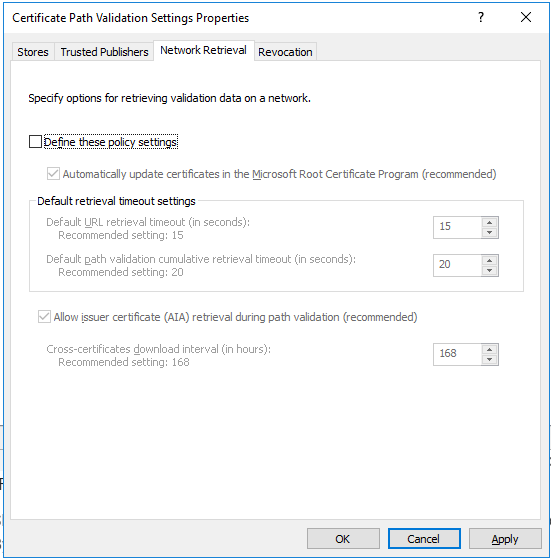 Certificate Path Validation Settings Properties
?
Stores Trusted Publishers Network Retrieval Revocation
Specify options for retrieving validation data on a network.
Define these policy settings
Automatically update certificates in the Microsoft Root Certificate Program (recommended)
Default retrieval timeout settings
Default URL retrieval timeout (in seconds): 15
Recommended setting: 15
Default path validation cumulative retrieval timeout (in seconds): 20
Recommended setting: 20
Allow issuer certificate (AIA) retrieval during path validation (recommended)
Cross-certificates download interval (in hours): 168
Recommended setting: 168
OK Cancel Apply